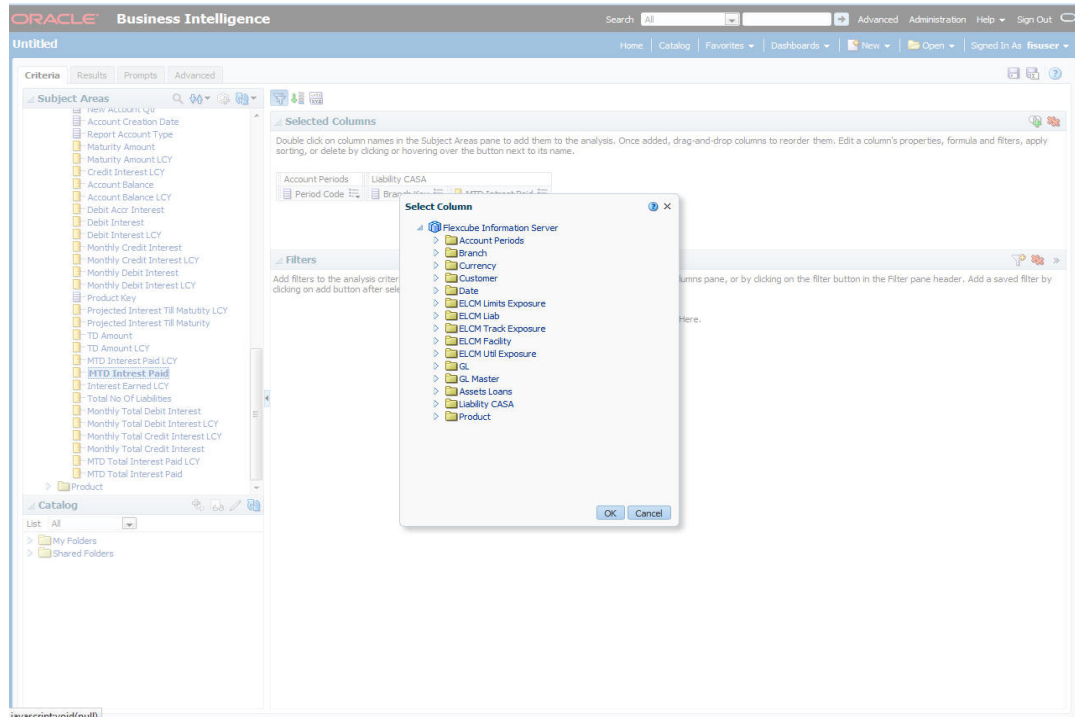 ORACLE Business Intelligence
Search All Advanced Administration Help Sign Out
Untitled
Home Catalog Favorites Dashboards New Open Signed In As fisuser
Criteria Results Prompts Advanced
Subject Areas
New Account Qtr
Account Creation Date
Report Account Type
Maturity Amount
Maturity Amount LCY
Credit Interest LCY
Account Balance
Account Balance LCY
Debit Accr Interest
Debit Interest
Debit Interest LCY
Monthly Credit Interest
Monthly Credit Interest LCY
Monthly Debit Interest
Monthly Debit Interest LCY
Product Key
Projected Interest Till Matutity LCY
Projected Interest Till Maturity
TD Amount
TD Amount LCY
MTD Interest Paid LCY
MTD Intrest Paid
Interest Earned LCY
Total No Of Liabilities
Monthly Total Debit Interest
Monthly Total Debit Interest LCY
Monthly Total Credit Interest LCY
Monthly Total Credit Interest
MTD Total Interest Paid LCY
MTD Total Interest Paid
Product
Catalog
List All
My Folders
Shared Folders
Selected Columns
Double click on column names in the Subject Areas pane to add them to the analysis. Once added, drag-and-drop columns to reorder them. Edit a column's properties, formula and filters, apply
sorting, or delete by clicking or hovering over the button next to its name.
Account Periods Liability CASA
Period Code Branch Key MTD Intrest Paid
Filters
Add filters to the analysis criter
umns pane, or by clicking on the filter button in the Filter pane header. Add a saved filter by
clicking on add button after sele
Here.
Select Column
Flexcube Information Server
Account Periods
Branch
Currency
Customer
Date
ELCM Limits Exposure
ELCM Liab
ELCM Track Exposure
ELCM Facility
ELCM Util Exposure
GL
GL Master
Assets Loans
Liability CASA
Product
OK Cancel
javascript:void(null)